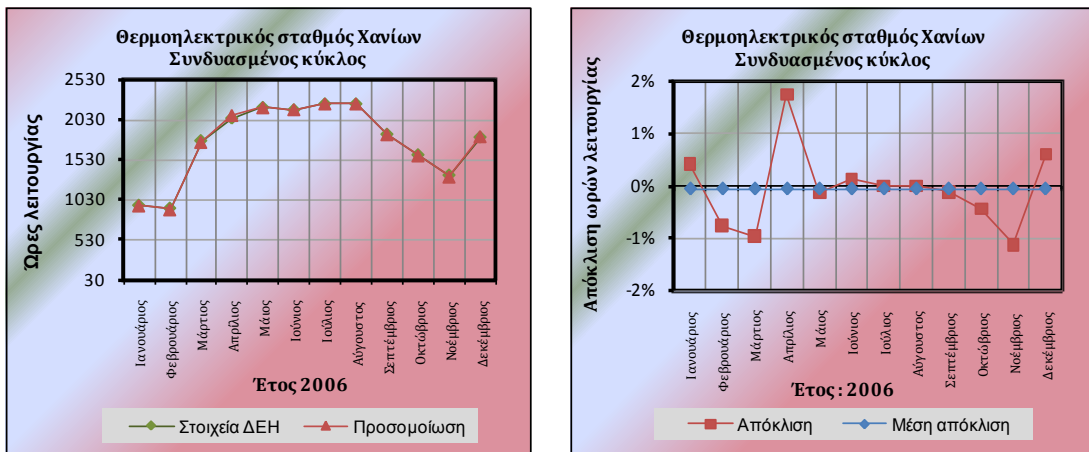 Θερμοηλεκτρικός σταθμός Χανίων
Συνδυασμένος κύκλος
2530
2030
1530
1030
530
30
Ώρες λειτουργίας
Ιανουάριος
Φεβρουάριος
Μάρτιος
Απρίλιος
Μάιος
Ιούνιος
Ιούλιος
Αύγουστος
Σεπτέμβριος
Οκτώβριος
Νοέμβριος
Δεκέμβριος
Έτος 2006
Στοιχεία ΔΕΗ
Προσομοίωση
Θερμοηλεκτρικός σταθμός Χανίων
Συνδυασμένος κύκλος
2%
1%
0%
-1%
-2%
Απόκλιση ωρών λειτουργίας
Ιανουάριος
Φεβρουάριος
Μάρτιος
Απρίλιος
Μάιος
Ιούνιος
Ιούλιος
Αύγουστος
Σεπτέμβριος
Οκτώβριος
Νοέμβριος
Δεκέμβριος
Έτος : 2006
Απόκλιση
Μέση απόκλιση